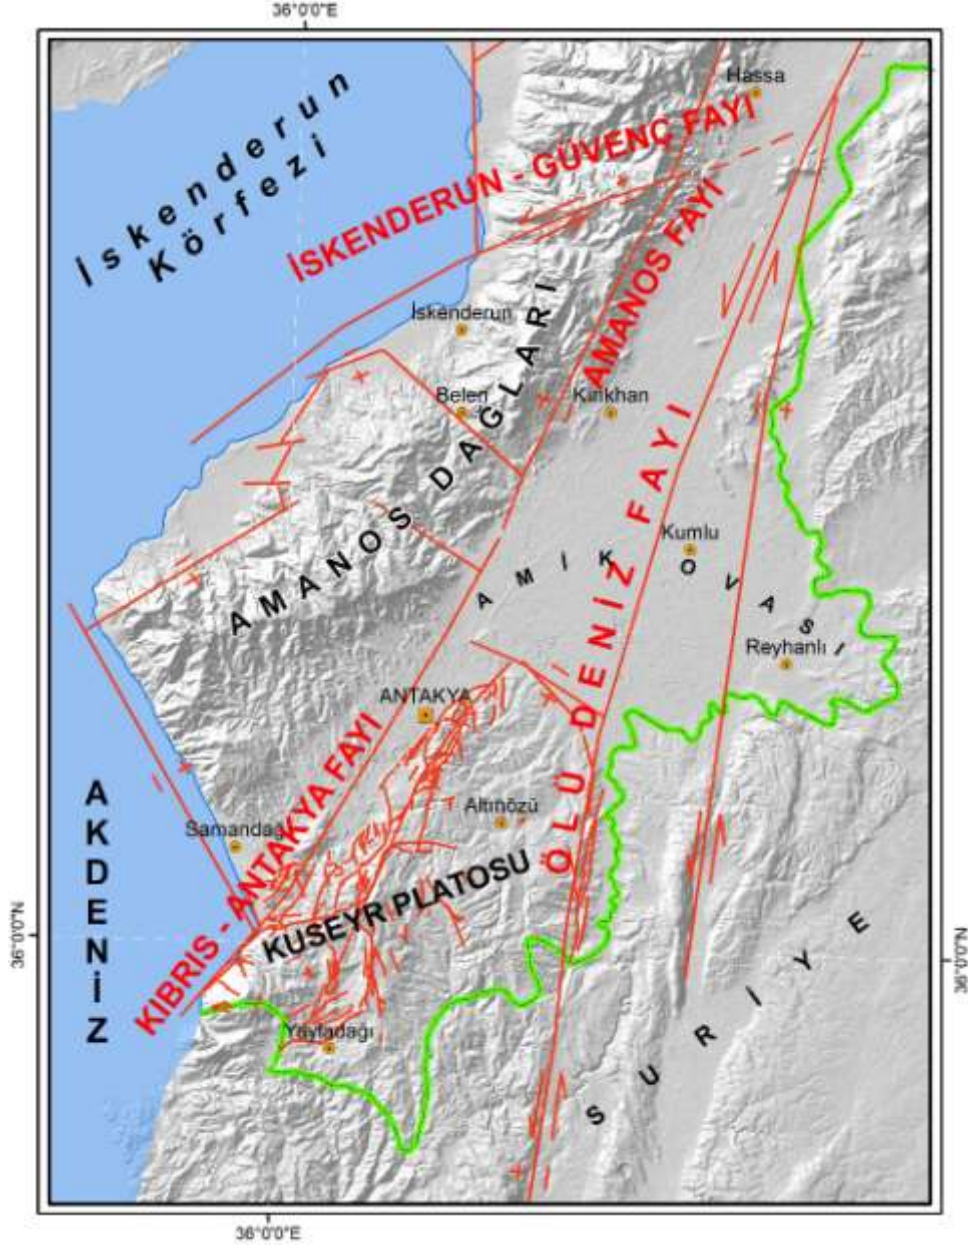 36°0'0"E
Hassa
İskenderun
Körfezi
İSKENDERUN - GÜVENÇ FAYI
AMANOS FAYI
İskenderun
Belen
Kırıkhan
AMANOS DAĞLARI
ÖLÜ DENİZ FAYI
Kumlu
AMİK OVASI
Reyhanlı
ANTAKYA
KIBRIS - ANTAKYA FAYI
Altınözü
Samandağı
AKDENİZ
KUSEYR PLATOSU
36°0'0"N
36°0'0"N
SURİYE
Yayladağı
36°0'0"E